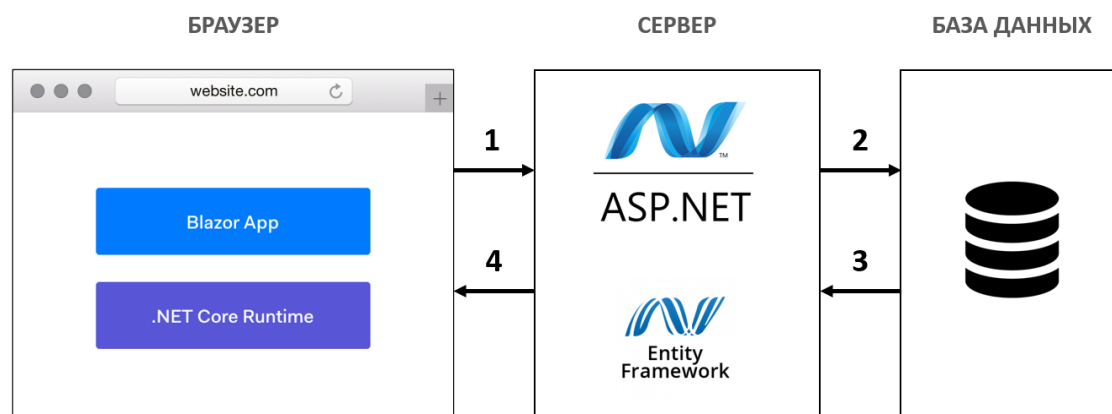 БРАУЗЕР
СЕРВЕР
БАЗА ДАННЫХ
website.com
+
1
2
TM
ASP.NET
Blazor App
4
3
.NET Core Runtime
Entity
Framework